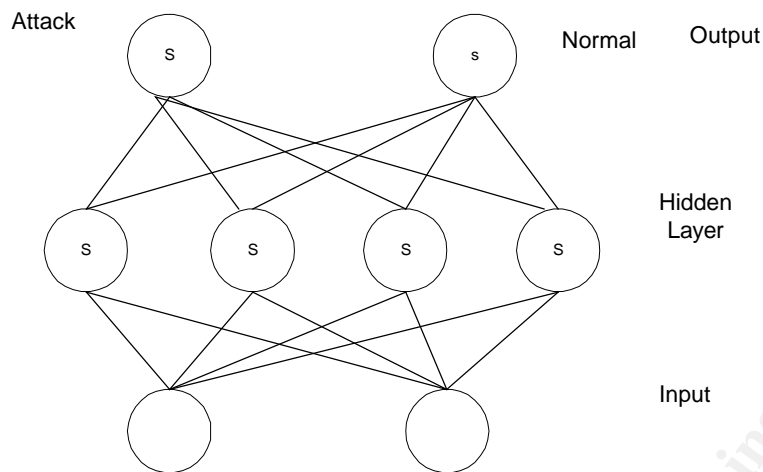 Attack
Normal Output
S s
Hidden
Layer
S S S S
Input